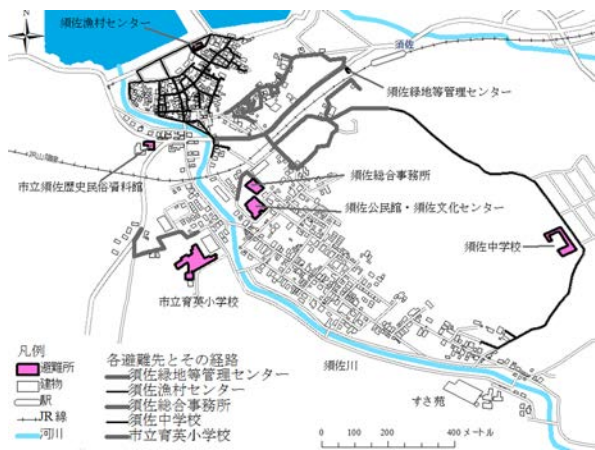 須佐漁村センター
須佐
須佐緑地等管理センター
市立須佐歴史民俗資料館
須佐総合事務所
須佐公民館・須佐文化センター
須佐中学校
市立育英小学校
須佐川
すさ苑
凡例
避難所
建物
駅
JR線
河川
各避難先とその経路
須佐緑地等管理センター
須佐漁村センター
須佐総合事務所
須佐中学校
市立育英小学校
0 200 400 メートル